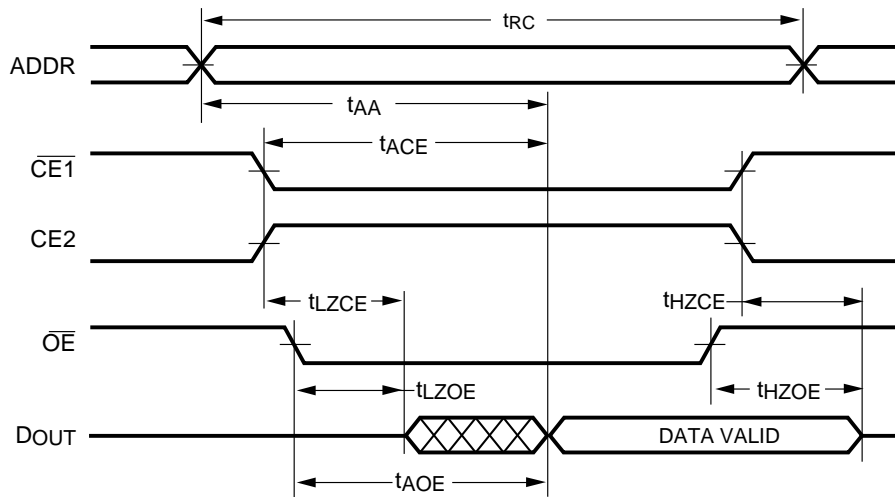 tRC
ADDR
tAA
tACE
CE1
CE2
tLZCE
tHZCE
OE
tLZOE
tHZOE
DOUT
DATA VALID
tAOE